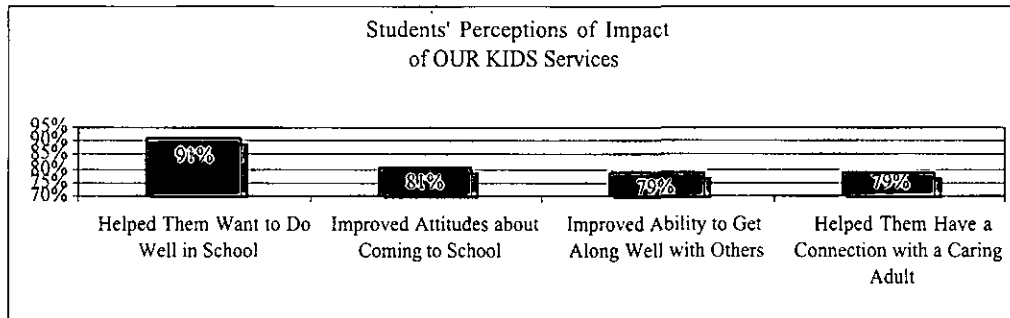 Students' Perceptions of Impact
of OUR KIDS Services
95%
90%
85%
80%
75%
70%
91%
81%
79%
79%
Helped Them Want to Do
Well in School
Improved Attitudes about
Coming to School
Improved Ability to Get
Along Well with Others
Helped Them Have a
Connection with a Caring
Adult